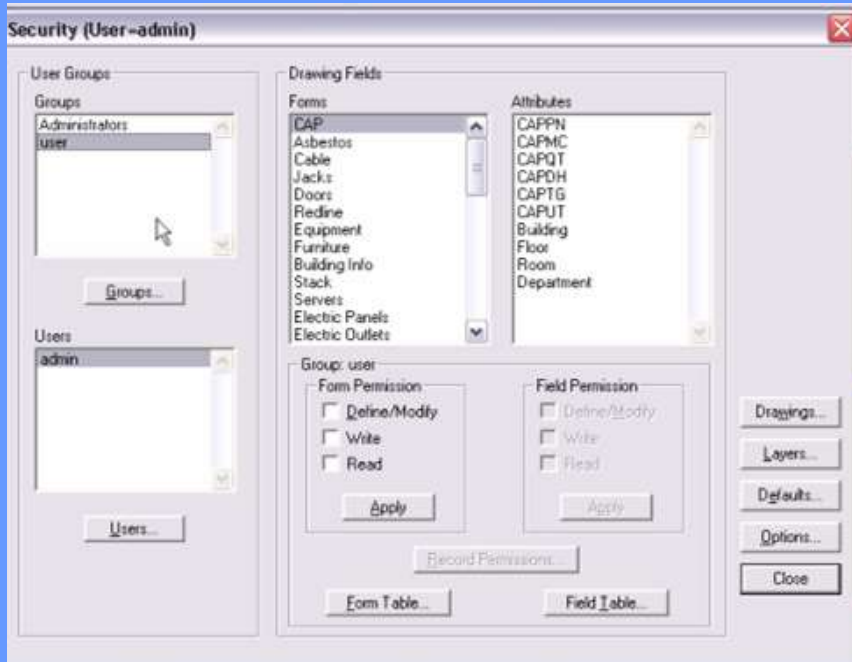 Security (User=admin)
User Groups
Groups
Administrators
user
Groups...
Users
admin
Users...
Drawing Fields
Forms
CAP
Asbestos
Cable
Jacks
Doors
Redline
Equipment
Furniture
Building Info
Stack
Servers
Electric Panels
Electric Outlets
Attributes
CAPPN
CAPMC
CAPQT
CAPDH
CAPTG
CAPUT
Building
Floor
Room
Department
Group: user
Form Permission
Define/Modify
Write
Read
Apply
Field Permission
Define/Modify
Write
Read
Apply
Record Permissions...
Form Table...
Field Table...
Drawings...
Layers...
Defaults...
Options...
Close